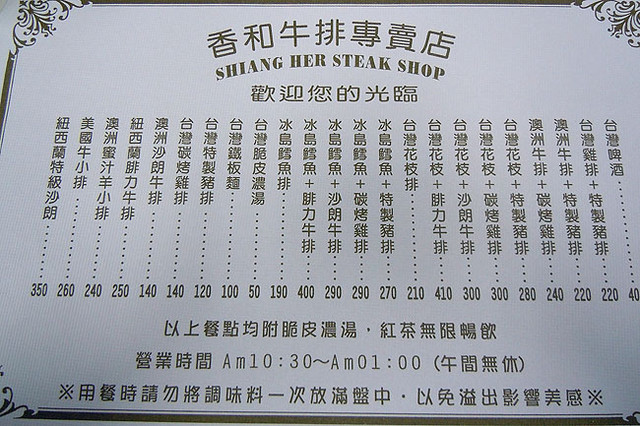 香和牛排專賣店
SHIANG HER STEAK SHOP
歡迎您的光臨
紐西蘭特級沙朗 350
美國牛小排 260
澳洲蜜汁羊小排 240
紐西蘭腓力牛排 250
澳洲沙朗牛排 140
台灣碳烤雞排 140
台灣特製豬排 120
台灣鐵板麵 100
台灣脆皮濃湯 50
冰島鱈魚排 190
冰島鱈魚+腓力牛排 400
冰島鱈魚+沙朗牛排 290
冰島鱈魚+碳烤雞排 290
冰島鱈魚+特製豬排 270
台灣花枝排 210
台灣花枝+腓力牛排 410
台灣花枝+沙朗牛排 300
台灣花枝+碳烤雞排 300
台灣花枝+特製豬排 280
澳洲牛排+碳烤雞排 240
澳洲牛排+特製豬排 220
台灣雞排+特製豬排 220
台灣啤酒 40
以上餐點均附脆皮濃湯．紅茶無限暢飲
營業時間 Am10:30～Am01:00 (午間無休)
※用餐時請勿將調味料一次放滿盤中．以免溢出影響美感※